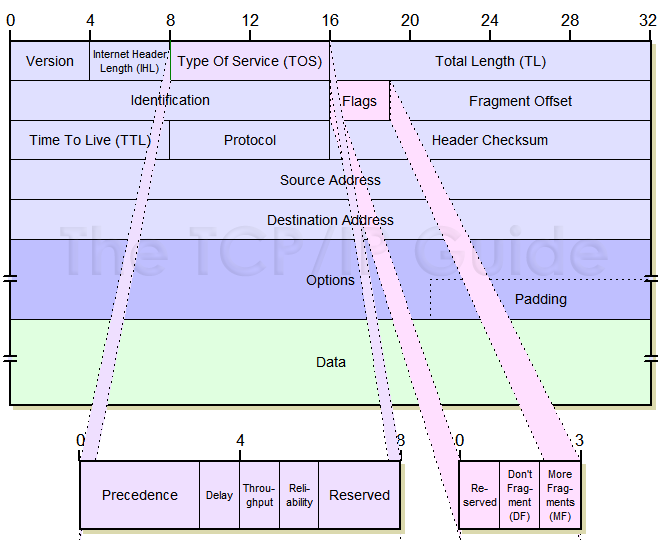 0 4 8 12 16 20 24 28 32
Version
Internet Header
Length (IHL)
Type Of Service (TOS)
Total Length (TL)
Identification
Flags
Fragment Offset
Time To Live (TTL)
Protocol
Header Checksum
Source Address
Destination Address
The TCP/IP Guide
Options
Padding
Data
0 4 8
Precedence
Delay
Throu-
ghput
Reli-
ability
Reserved
0 3
Re-
served
Don't
Frag-
ment
(DF)
More
Frag-
ments
(MF)